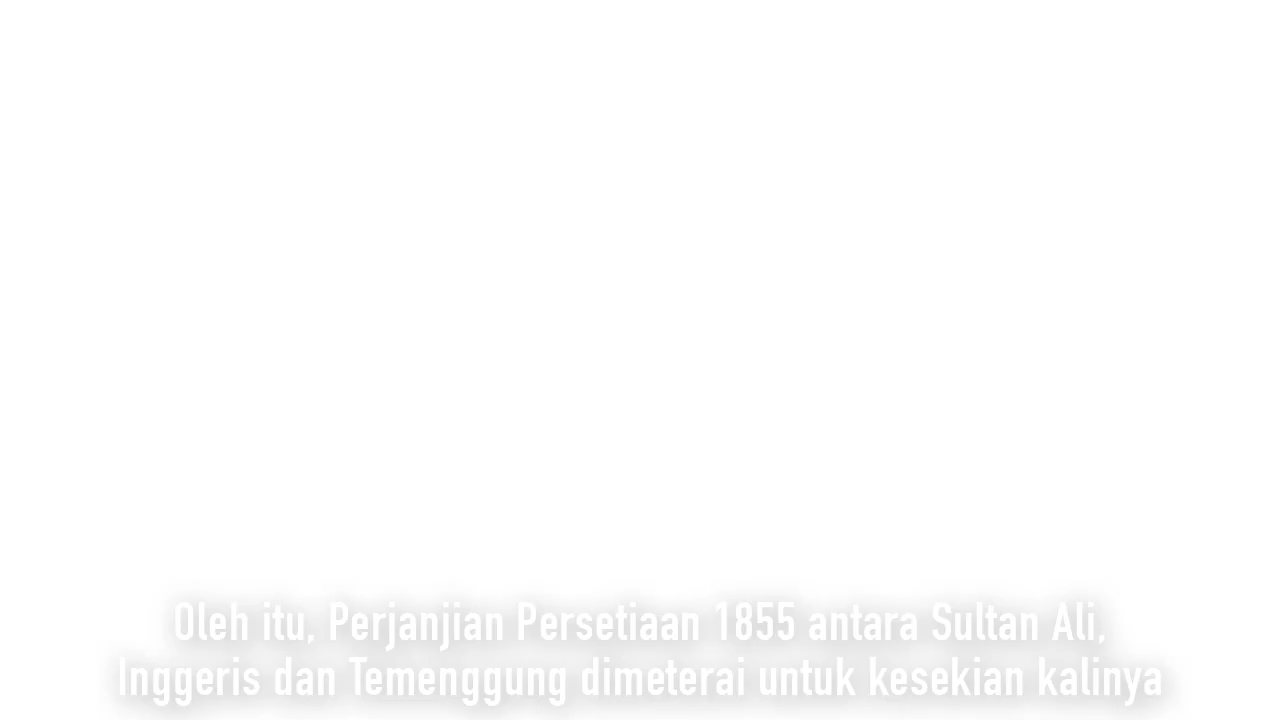 Oleh itu, Perjanjian Persetiaan 1855 antara Sultan Ali,
Inggeris dan Temenggung dimeterai untuk kesekian kalinya